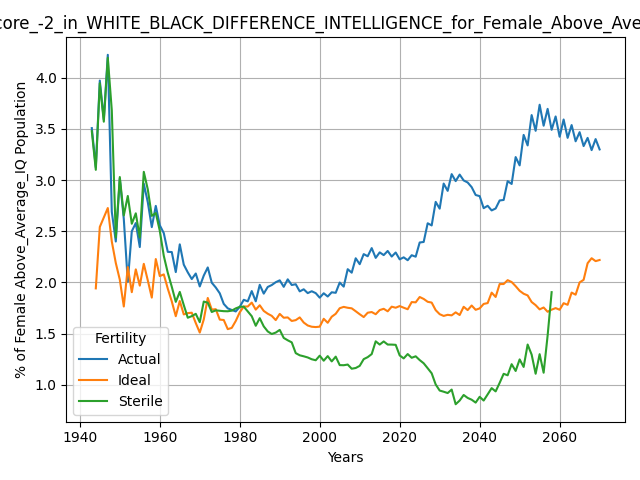 core_-2_in_WHITE_BLACK_DIFFERENCE_INTELLIGENCE_for_Female_Above_Ave
% of Female Above_Average_IQ Population
4.0
3.5
3.0
2.5
2.0
1.5
1.0
Fertility
Actual
Ideal
Sterile
1940
1960
1980
2000
2020
2040
2060
Years